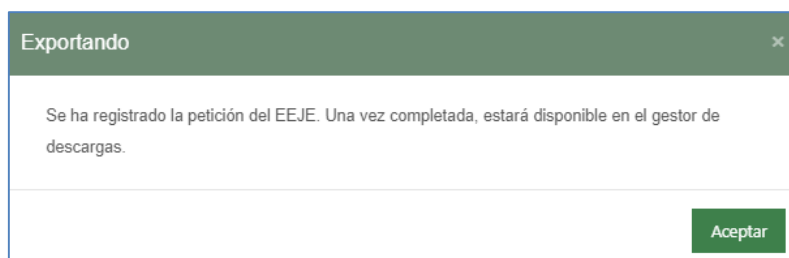 Exportando
×
Se ha registrado la petición del EEJE. Una vez completada, estará disponible en el gestor de
descargas.
Aceptar